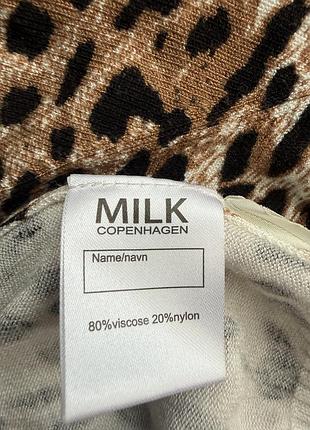 MILK
COPENHAGEN
Name/navn
80%viscose 20%nylon